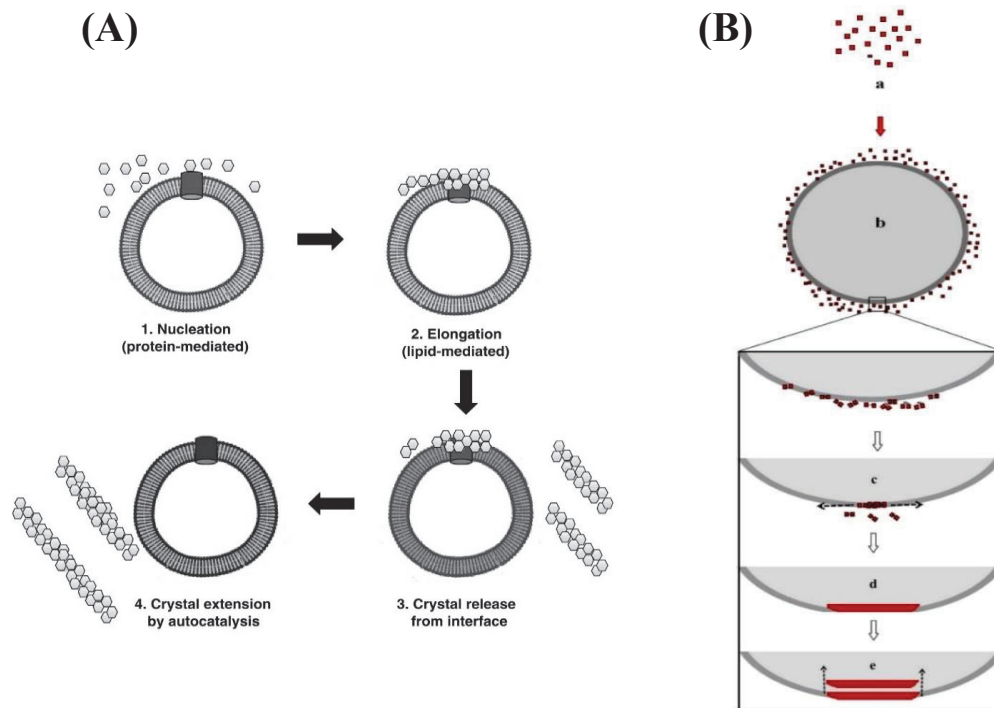 (A)
(B)
a
b
1. Nucleation
(protein-mediated)
2. Elongation
(lipid-mediated)
4. Crystal extension
by autocatalysis
3. Crystal release
from interface
c
d
e